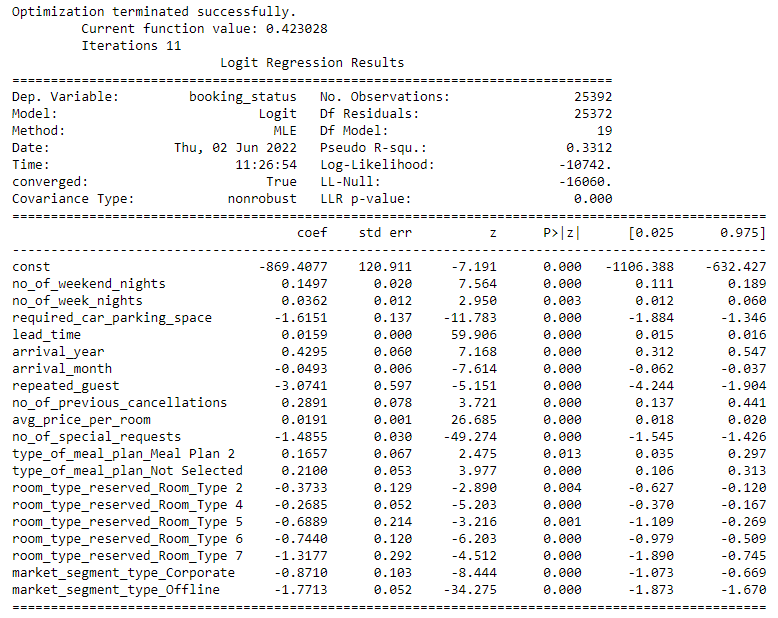 Optimization terminated successfully.
         Current function value: 0.423028
         Iterations 11
                           Logit Regression Results
==============================================================================
Dep. Variable:         booking_status   No. Observations:                25392
Model:                          Logit   Df Residuals:                    25372
Method:                           MLE   Df Model:                           19
Date:                Thu, 02 Jun 2022   Pseudo R-squ.:                  0.3312
Time:                        11:26:54   Log-Likelihood:                -10742.
converged:                       True   LL-Null:                       -16060.
Covariance Type:            nonrobust   LLR p-value:                     0.000
==================================================================================================
                                     coef    std err          z      P>|z|      [0.025      0.975]
--------------------------------------------------------------------------------------------------
const                           -869.4077    120.911     -7.191      0.000   -1106.388    -632.427
no_of_weekend_nights               0.1497      0.020      7.564      0.000       0.111       0.189
no_of_week_nights                  0.0362      0.012      2.950      0.003       0.012       0.060
required_car_parking_space        -1.6151      0.137    -11.783      0.000      -1.884      -1.346
lead_time                          0.0159      0.000     59.906      0.000       0.015       0.016
arrival_year                       0.4295      0.060      7.168      0.000       0.312       0.547
arrival_month                     -0.0493      0.006     -7.614      0.000      -0.062      -0.037
repeated_guest                    -3.0741      0.597     -5.151      0.000      -4.244      -1.904
no_of_previous_cancellations       0.2891      0.078      3.721      0.000       0.137       0.441
avg_price_per_room                 0.0191      0.001     26.685      0.000       0.018       0.020
no_of_special_requests            -1.4855      0.030    -49.274      0.000      -1.545      -1.426
type_of_meal_plan_Meal Plan 2      0.1657      0.067      2.475      0.013       0.035       0.297
type_of_meal_plan_Not Selected     0.2100      0.053      3.977      0.000       0.106       0.313
room_type_reserved_Room_Type 2    -0.3733      0.129     -2.890      0.004      -0.627      -0.120
room_type_reserved_Room_Type 4    -0.2685      0.052     -5.203      0.000      -0.370      -0.167
room_type_reserved_Room_Type 5    -0.6889      0.214     -3.216      0.001      -1.109      -0.269
room_type_reserved_Room_Type 6    -0.7440      0.120     -6.203      0.000      -0.979      -0.509
room_type_reserved_Room_Type 7    -1.3177      0.292     -4.512      0.000      -1.890      -0.745
market_segment_type_Corporate     -0.8710      0.103     -8.444      0.000      -1.073      -0.669
market_segment_type_Offline       -1.7713      0.052    -34.275      0.000      -1.873      -1.670
==================================================================================================